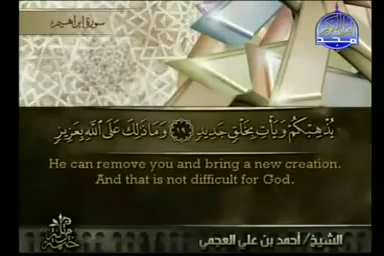 سورة إبراهيم
المجد
يُذْهِبْكُمْ وَيَأْتِ بِخَلْقٍ جَدِيدٍ ١٩ وَمَا ذَٰلِكَ عَلَى اللَّهِ بِعَزِيزٍ
He can remove you and bring a new creation.
And that is not difficult for God.
الشيخ/ أحمد بن علي العجمي